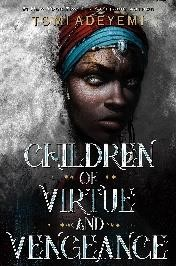 TOMI ADEYEMI
CHILDREN
OF
VIRTUE
AND
VENGEANCE